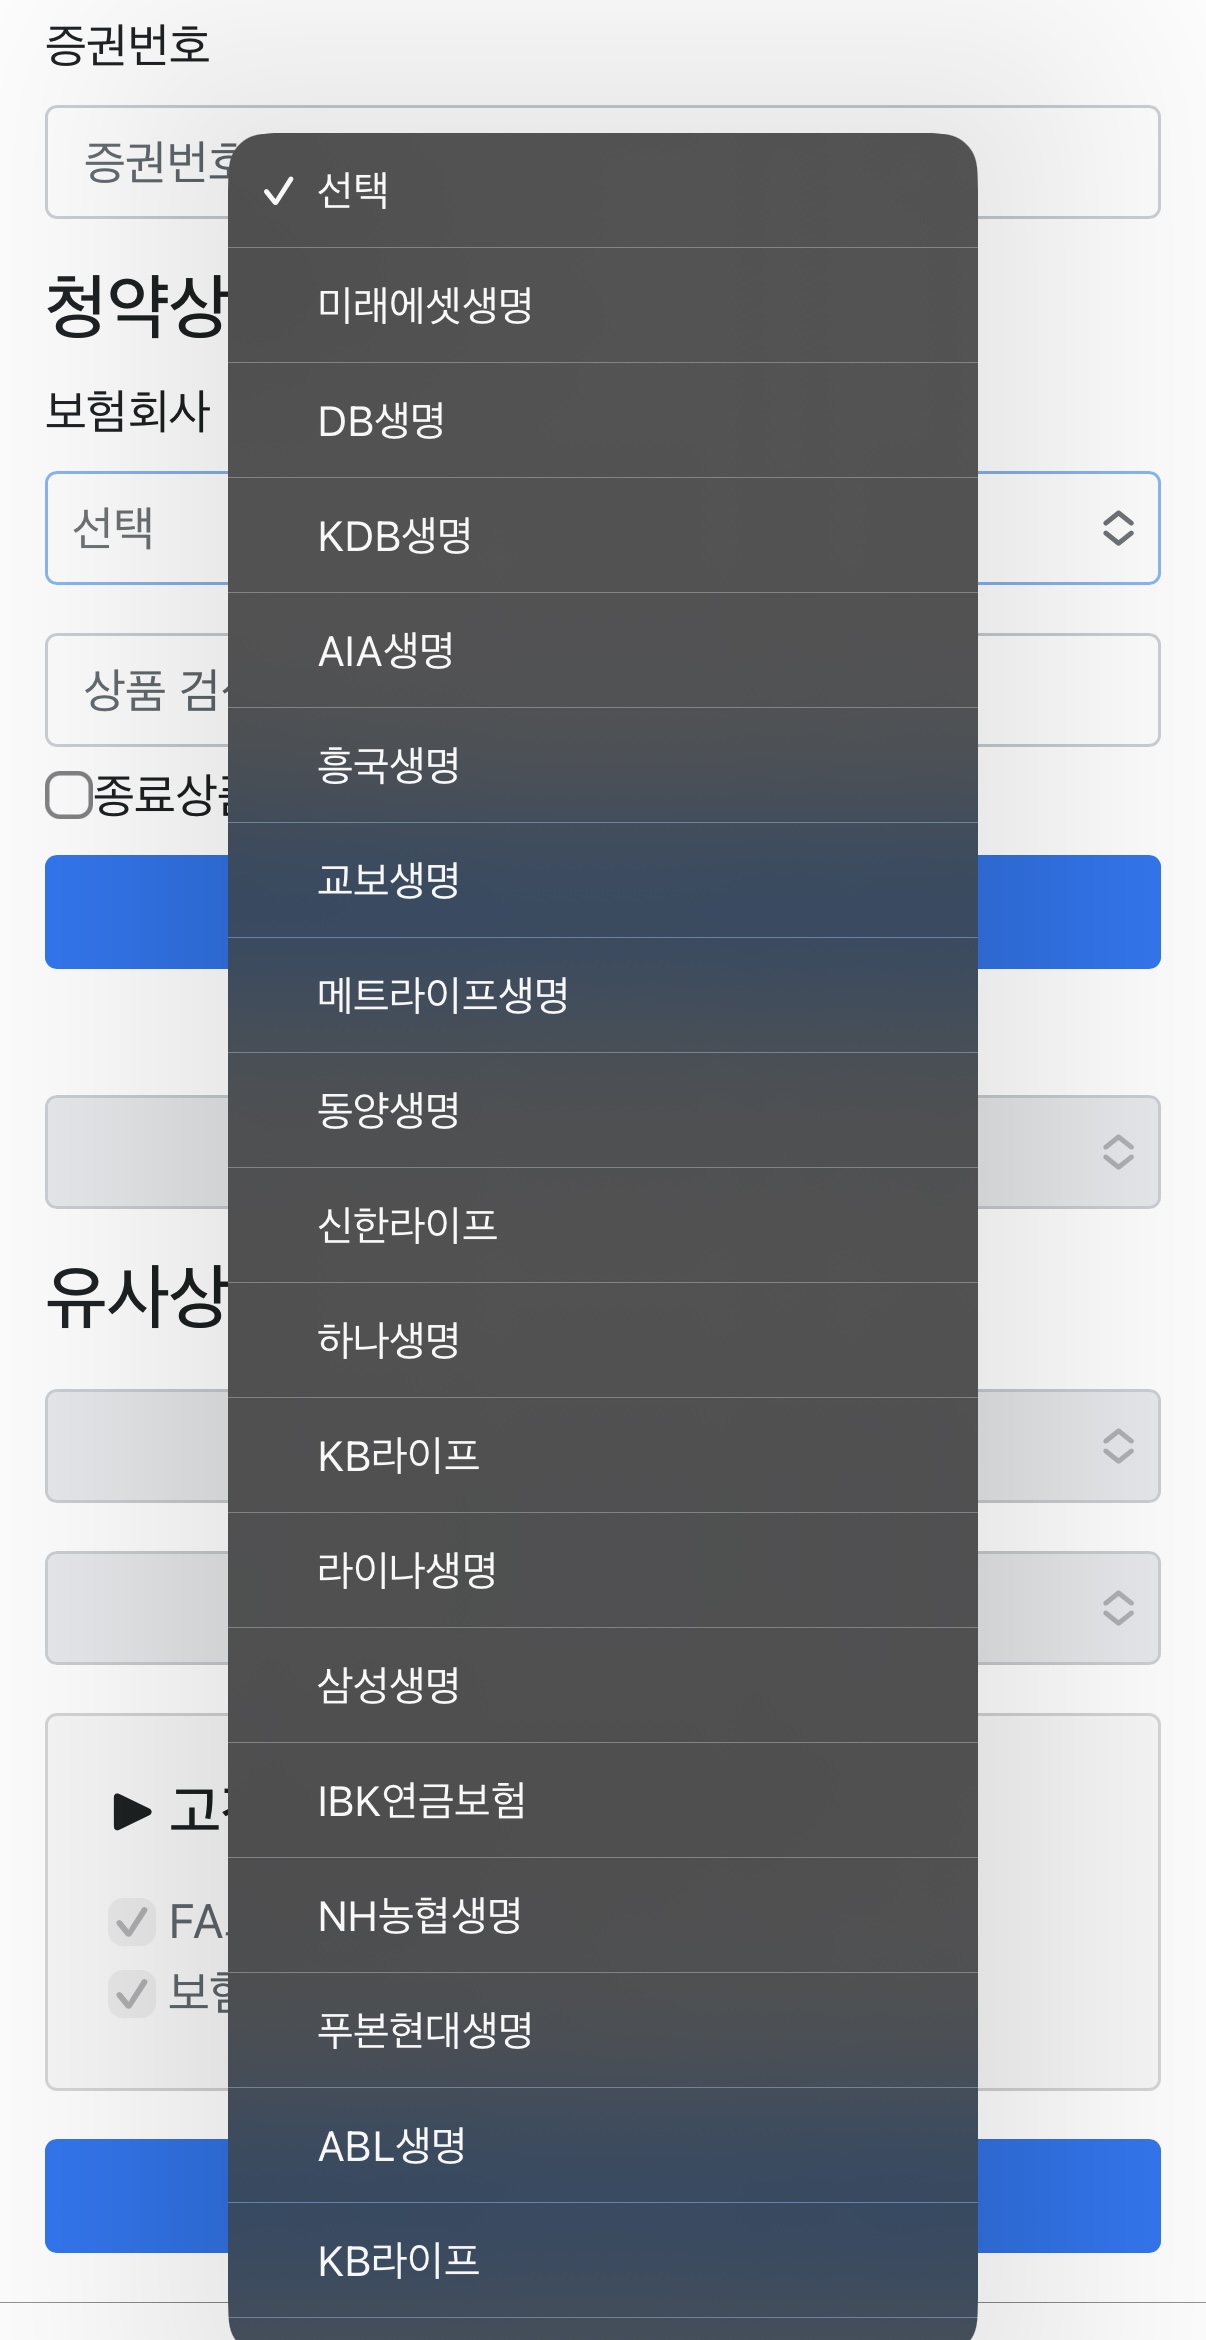 증권번호
증권번호
선택
미래에셋생명
청약상
DB생명
보험회사
선택
KDB생명
AIA생명
상품
흥국생명
종료상품
교보생명
메트라이프생명
동양생명
신한라이프
유사상
하나생명
KB라이프
라이나생명
삼성생명
IBK연금보험
▶
NH농협생명
FA
푸본현대생명
ABL생명
KB라이프